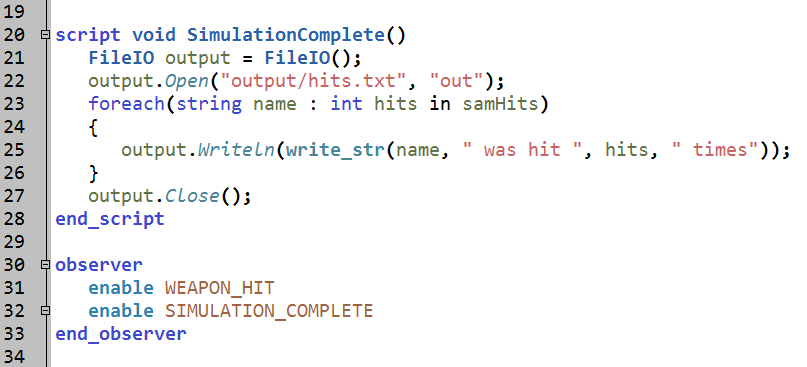 19
20 script void SimulationComplete()
21 FileIO output = FileIO();
22 output.Open("output/hits.txt", "out");
23 foreach(string name : int hits in samHits)
24 {
25 output.Writeln(write_str(name, " was hit ", hits, " times"));
26 }
27 output.Close();
28 end_script
29
30 observer
31 enable WEAPON_HIT
32 enable SIMULATION_COMPLETE
33 end_observer
34